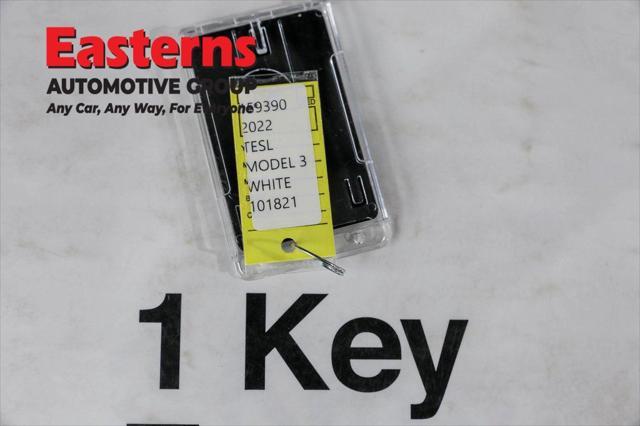 Easterns
AUTOMOTIVE GROUP
Any Car, Any Way, For Everyone
59390
2022
TESL
MODEL 3
WHITE
101821
1 Key